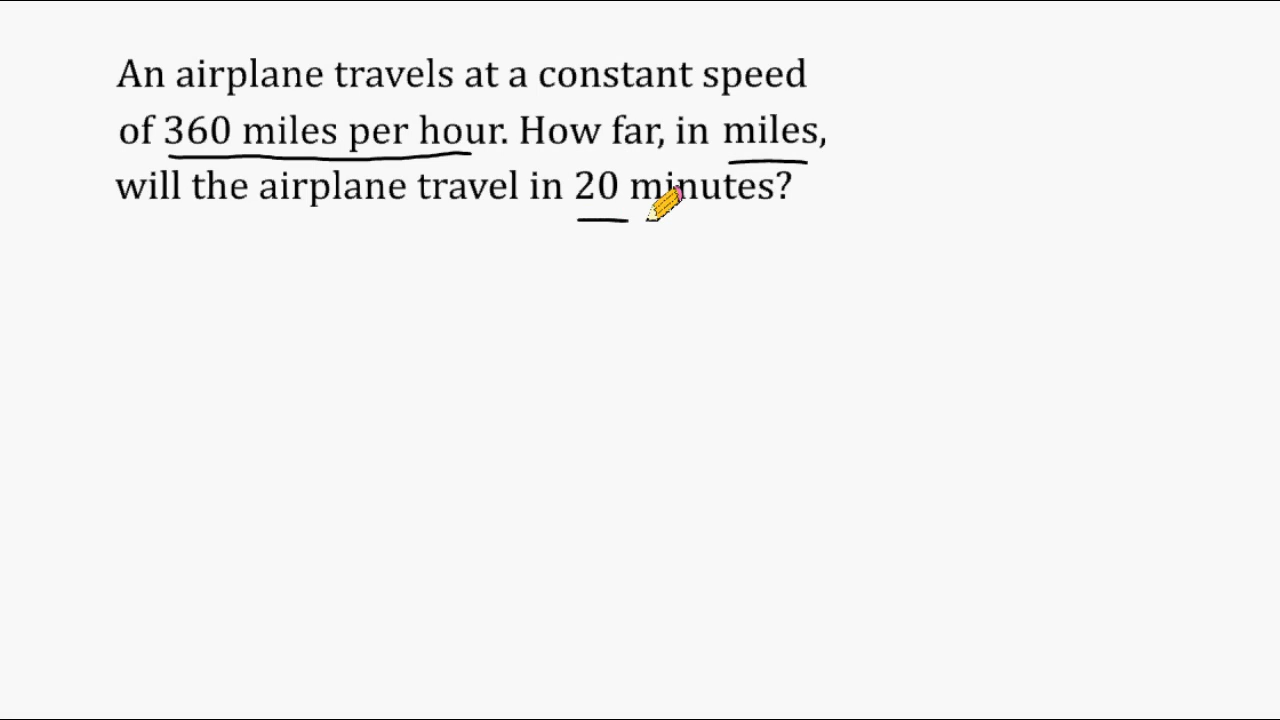 An airplane travels at a constant speed
of 360 miles per hour. How far, in miles,
will the airplane travel in 20 minutes?